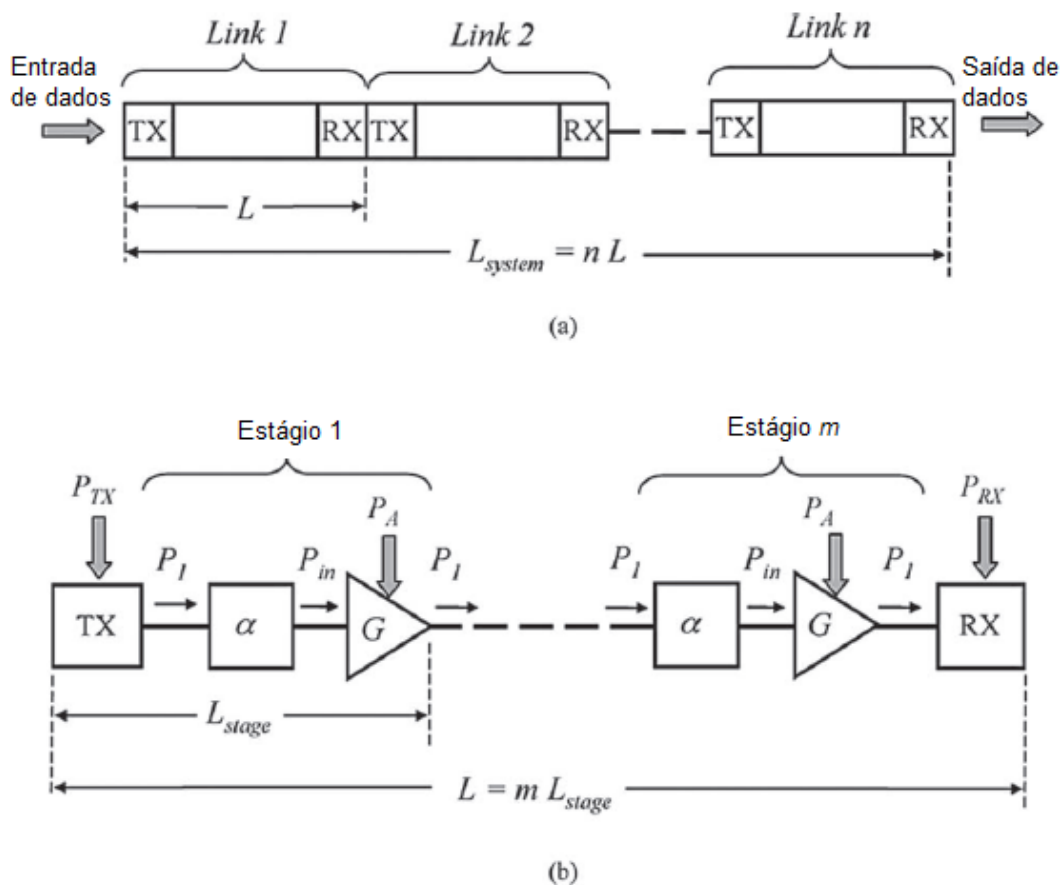 Link 1
Link 2
Link n
Entrada
de dados
Saída de
dados
TX
RX
TX
RX
TX
RX
L
L_system = n L
(a)
Estágio 1
Estágio m
P_TX
P_A
P_A
P_RX
P_1
P_in
P_1
P_1
P_in
P_1
TX
α
G
α
G
RX
L_stage
L = m L_stage
(b)